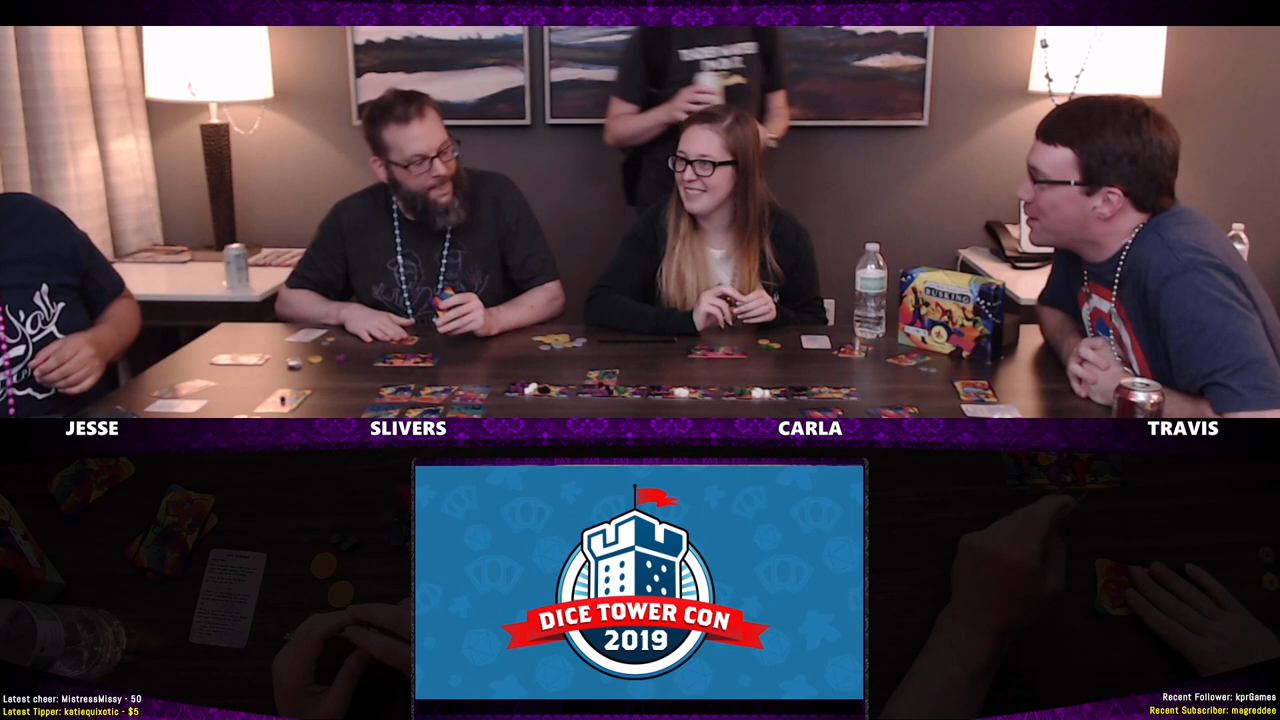 BUSKING
JESSE
SLIVERS
CARLA
TRAVIS
DICE TOWER CON
2019
Latest cheer: MistressMissy - 50
Latest Tipper: katiequixotic - $5
Recent Follower: kprGames
Recent Subscriber: magreddee